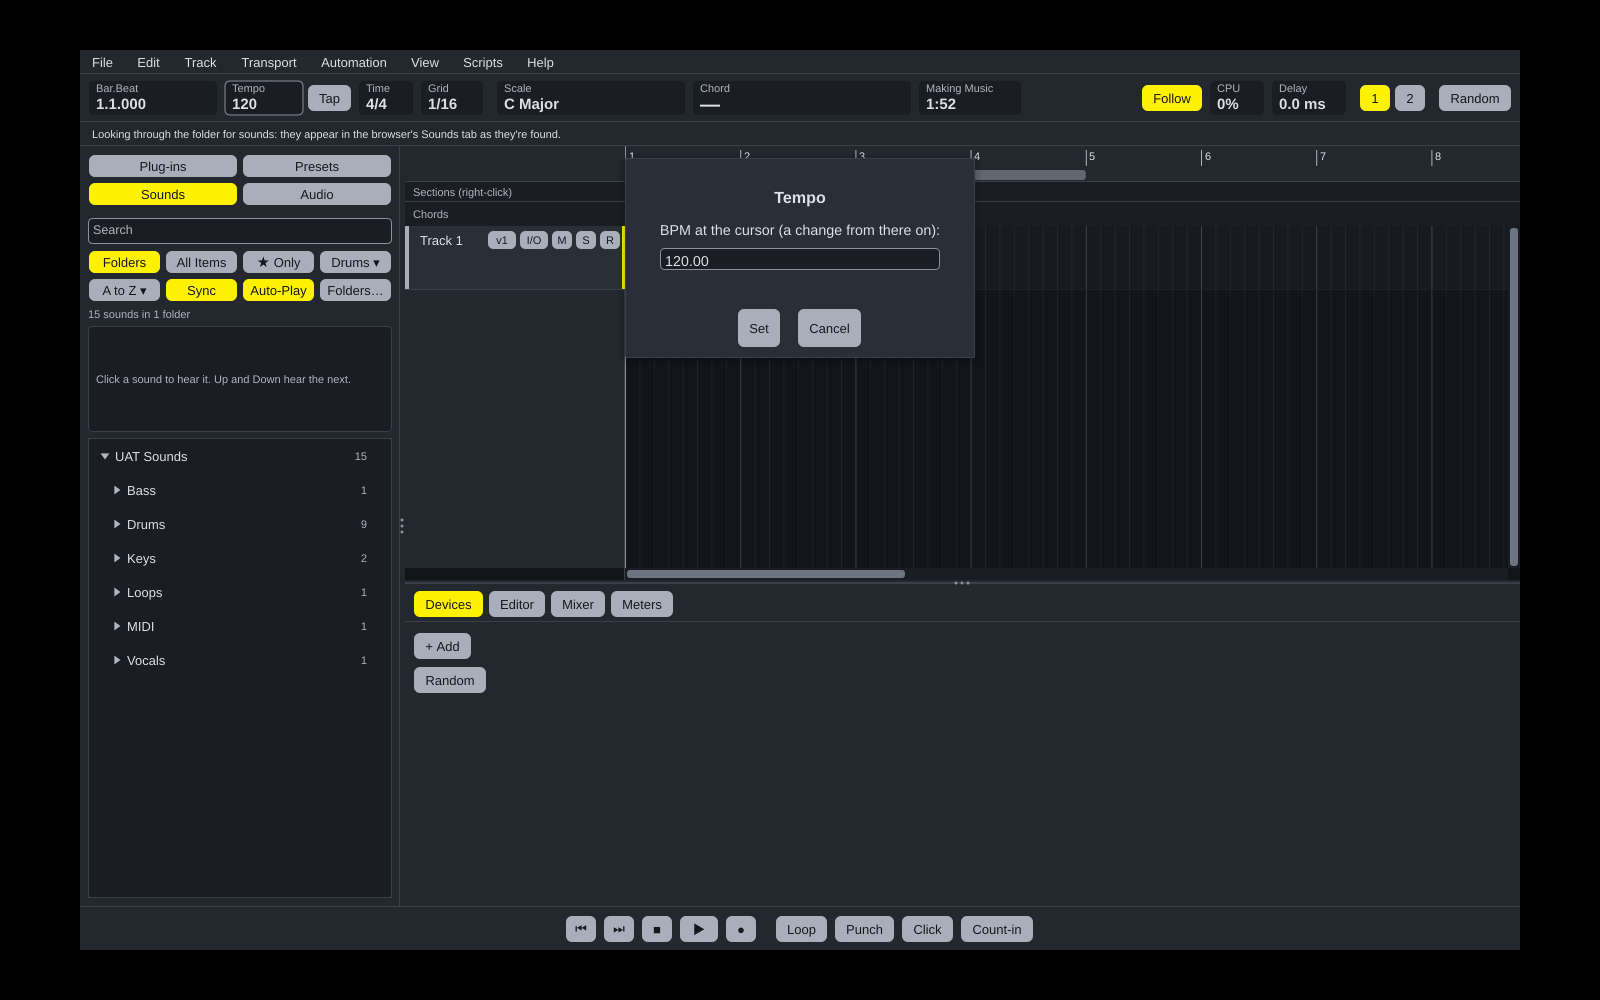 File Edit Track Transport Automation View Scripts Help
Bar.Beat Tempo Time Grid Scale Chord Making Music CPU Delay
1.1.000 120 Tap 4/4 1/16 C Major — 1:52 Follow 0% 0.0 ms 1 2 Random
Looking through the folder for sounds: they appear in the browser's Sounds tab as they're found.
Plug-ins Presets
Sounds Audio
Search
Folders All Items ★ Only Drums ▾
A to Z ▾ Sync Auto-Play Folders…
15 sounds in 1 folder
Click a sound to hear it. Up and Down hear the next.
UAT Sounds 15
Bass 1
Drums 9
Keys 2
Loops 1
MIDI 1
Vocals 1
1 2 3 4 5 6 7 8
Sections (right-click)
Chords
Track 1 v1 I/O M S R
Tempo
BPM at the cursor (a change from there on):
120.00
Set Cancel
Devices Editor Mixer Meters
+ Add
Random
Loop Punch Click Count-in